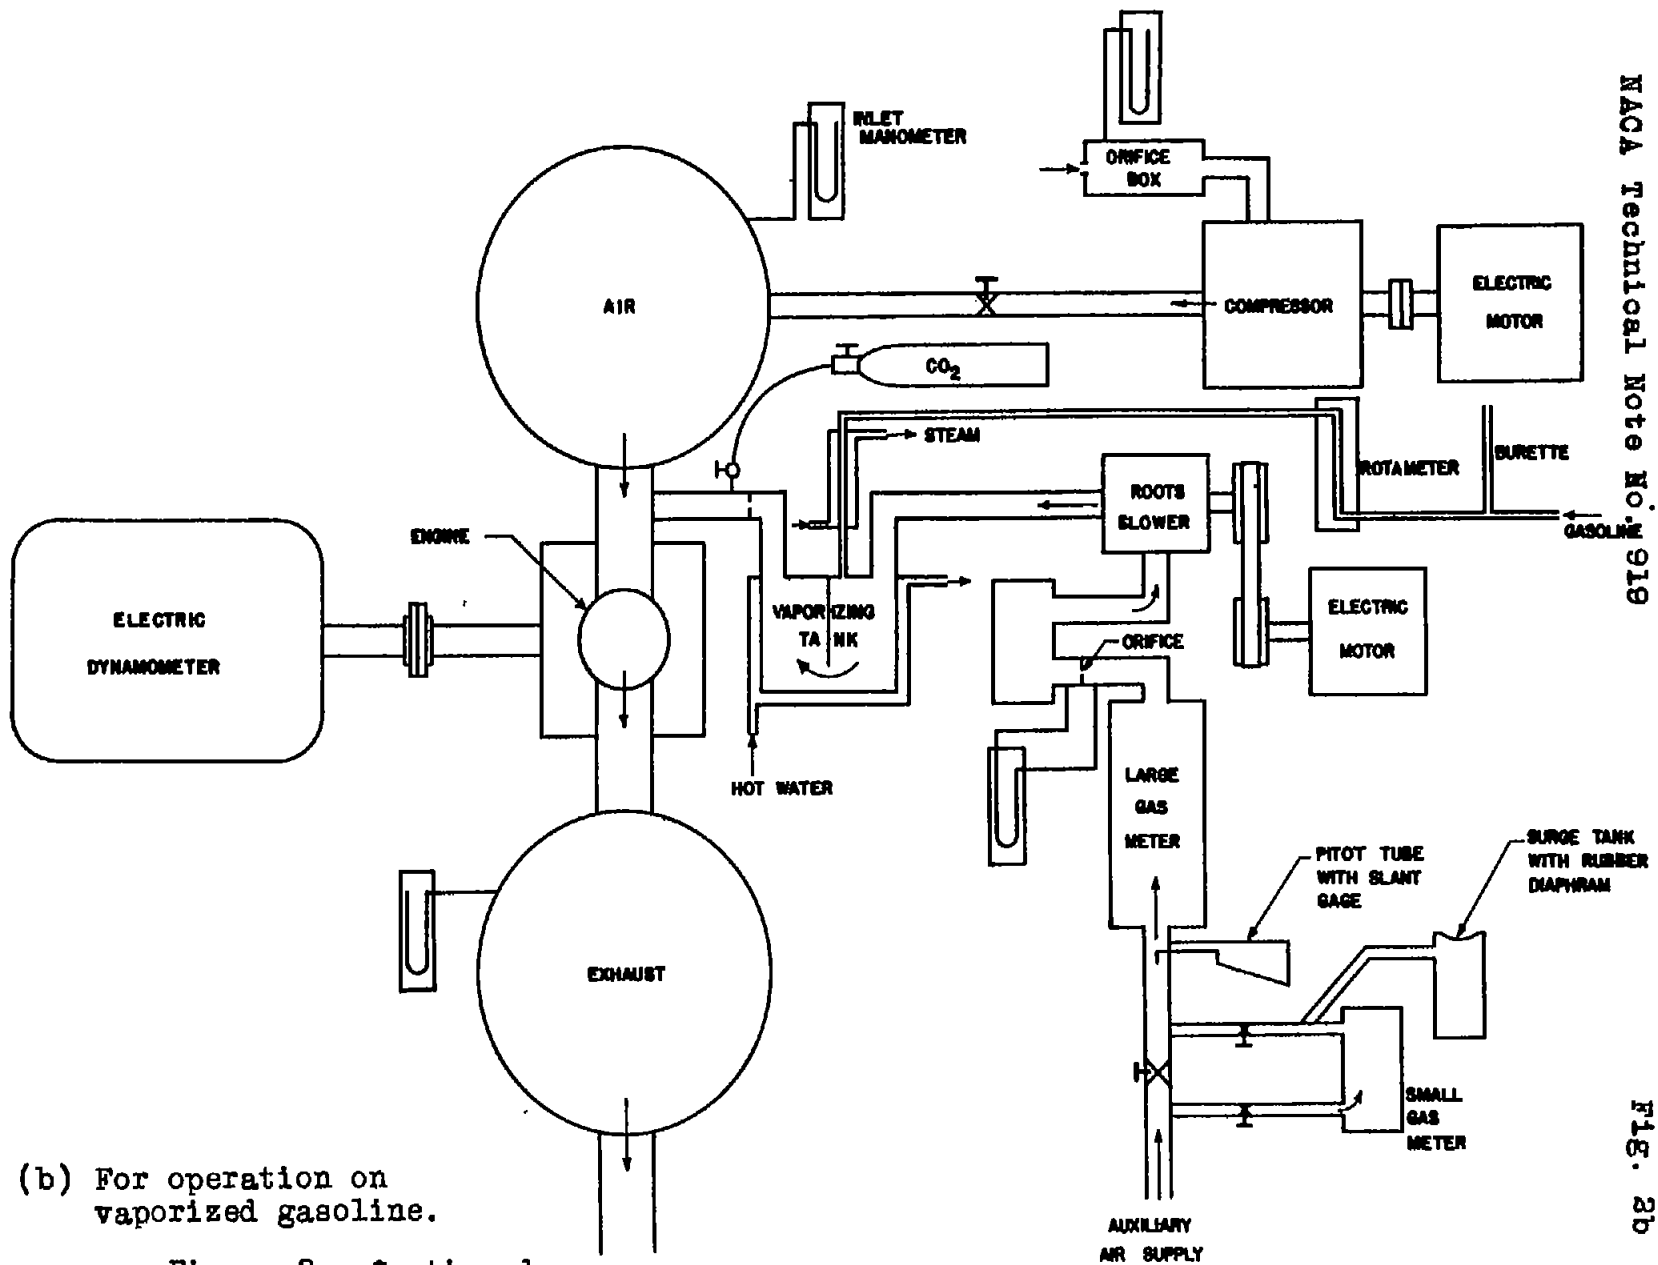 NACA Technical Note No. 919
INLET
MANOMETER
ORIFICE
BOX
AIR
COMPRESSOR
ELECTRIC
MOTOR
CO2
STEAM
ROTAMETER
BURETTE
GASOLINE
ROOTS
BLOWER
ENGINE
ELECTRIC
DYNAMOMETER
VAPORIZING
TANK
ORIFICE
ELECTRIC
MOTOR
HOT WATER
LARGE
GAS
METER
PITOT TUBE
WITH SLANT
GAGE
SURGE TANK
WITH RUBBER
DIAPHRAM
EXHAUST
SMALL
GAS
METER
AUXILIARY
AIR SUPPLY
(b) For operation on
vaporized gasoline.
Fig. 2b